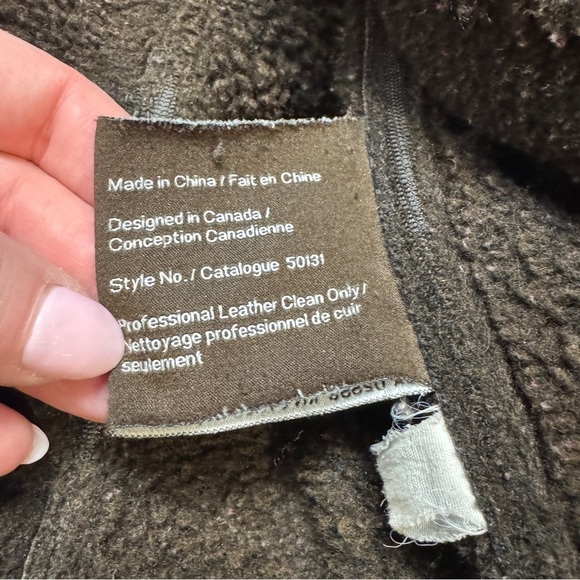 Made in China / Fait en Chine
Designed in Canada /
Conception Canadienne
Style No. / Catalogue 50131
Professional Leather Clean Only /
Nettoyage professionnel de cuir
seulement